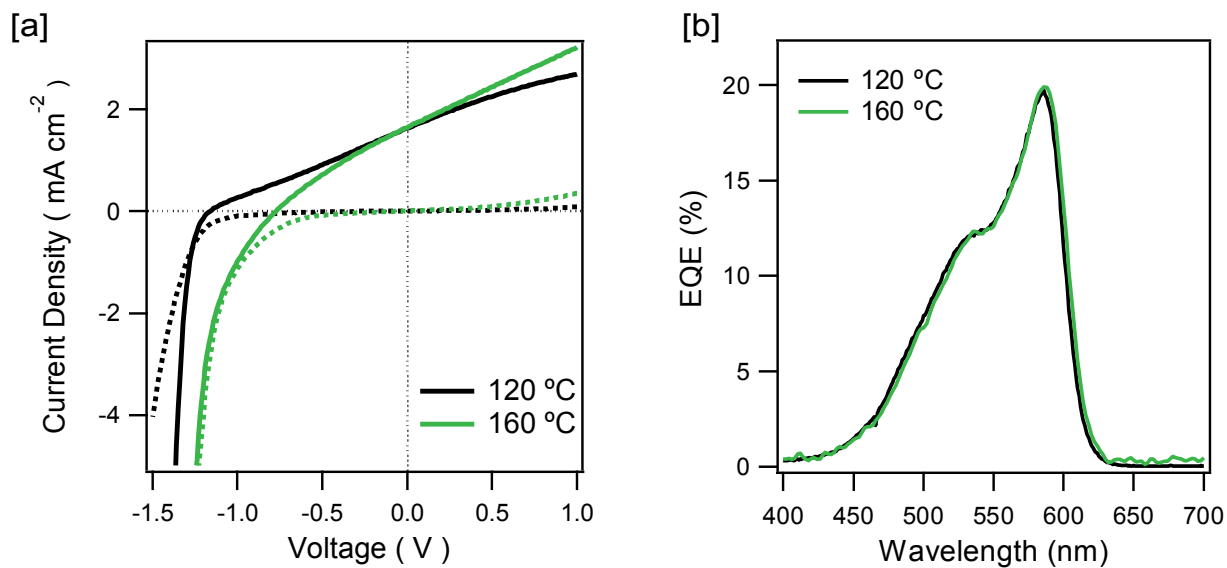 [a]
Current Density ( mA cm-2 )
2
0
-2
-4
120 ºC
160 ºC
-1.5 -1.0 -0.5 0.0 0.5 1.0
Voltage ( V )
[b]
EQE (%)
20
15
10
5
0
120 ºC
160 ºC
400 450 500 550 600 650 700
Wavelength (nm)